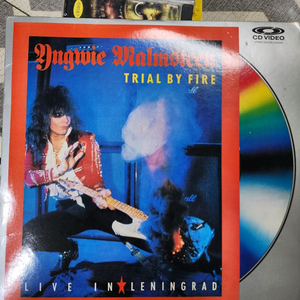 Yngwie Malmsteen
TRIAL BY FIRE
CD VIDEO
LIVE IN★LENINGRAD